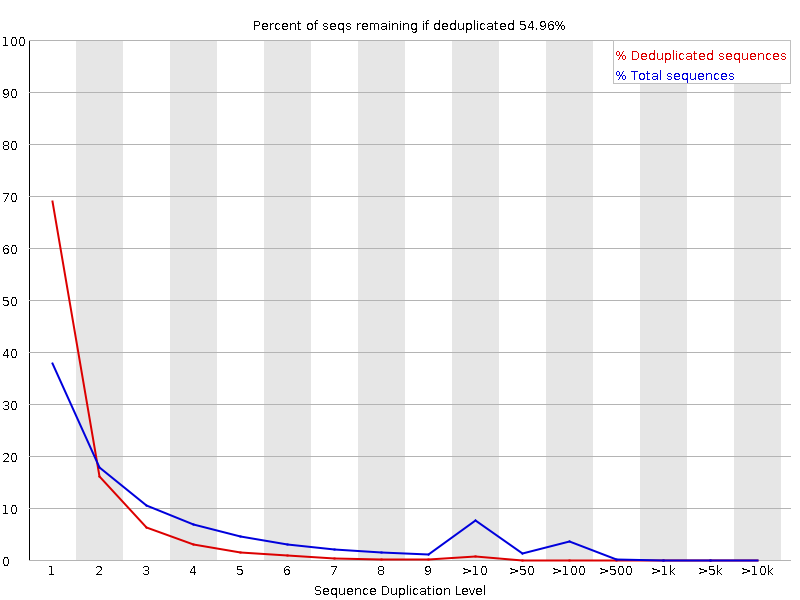 Percent of seqs remaining if deduplicated 54.96%
% Deduplicated sequences
% Total sequences
100
90
80
70
60
50
40
30
20
10
0
1 2 3 4 5 6 7 8 9 >10 >50 >100 >500 >1k >5k >10k
Sequence Duplication Level